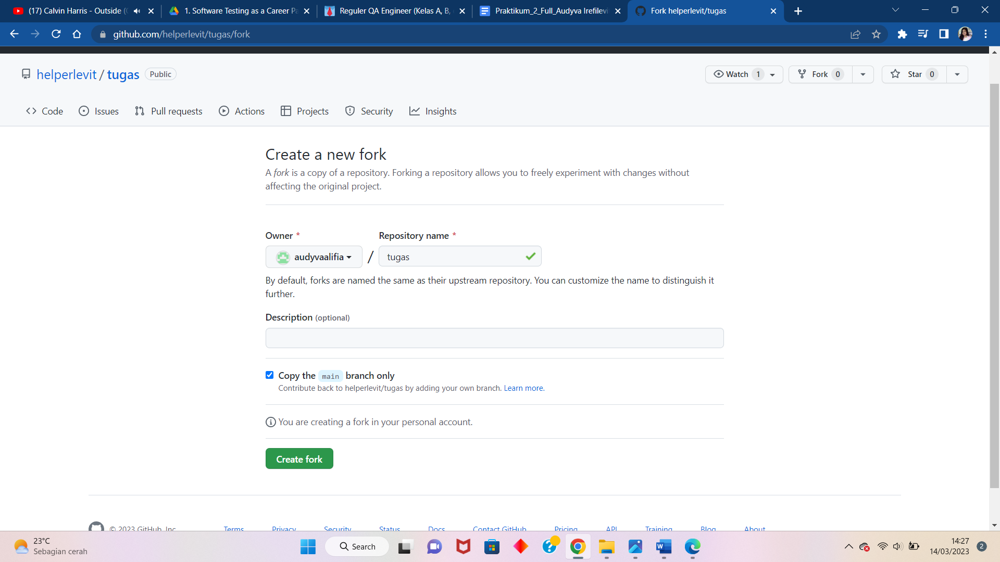 (17) Calvin Harris - Outside (
1. Software Testing as a Career Pa
Reguler QA Engineer (Kelas A, B,
Praktikum_2_Full_Audyva Irefilevi
Fork helperlevit/tugas
github.com/helperlevit/tugas/fork
helperlevit / tugas Public
Watch 1
Fork 0
Star 0
Code
Issues
Pull requests
Actions
Projects
Security
Insights
Create a new fork
A fork is a copy of a repository. Forking a repository allows you to freely experiment with changes without
affecting the original project.
Owner * Repository name *
audyvaalifia / tugas
By default, forks are named the same as their upstream repository. You can customize the name to distinguish it
further.
Description (optional)
Copy the main branch only
Contribute back to helperlevit/tugas by adding your own branch. Learn more.
You are creating a fork in your personal account.
Create fork
© 2023 GitHub, Inc.
Terms
Privacy
Security
Status
Docs
Contact GitHub
Pricing
API
Training
Blog
About
23°C
Sebagian cerah
Search
14:27
14/03/2023
2